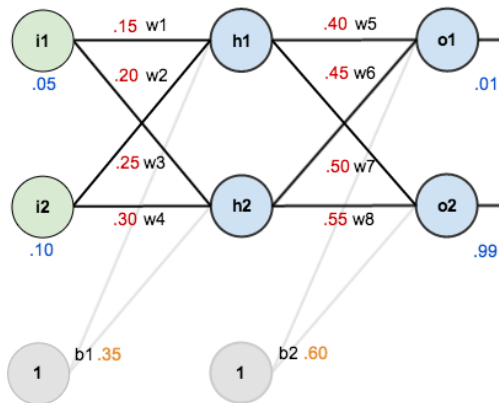 .15 w1
.40 w5
i1
h1
o1
.20 w2
.45 w6
.05
.01
.25 w3
.50 w7
i2
h2
o2
.30 w4
.55 w8
.10
.99
b1 .35
b2 .60
1
1